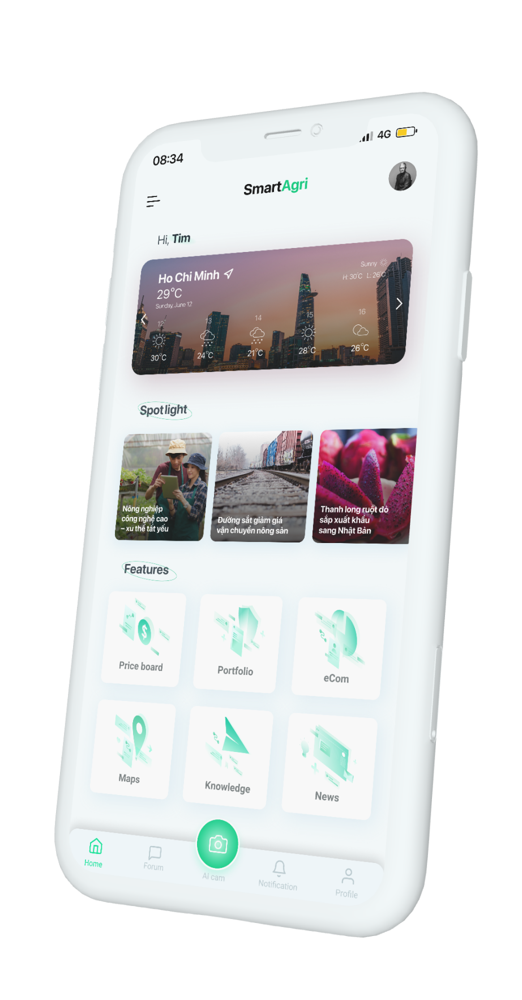 08:34
4G
SmartAgri
Hi, Tim
Ho Chi Minh
29°C
Sunday, June 12
Sunny
H: 30°C L: 26°C
12
13
14
15
16
30°C
24°C
21°C
28°C
26°C
Spotlight
Nông nghiệp
công nghệ cao
– xu thế tất yếu
Đường sắt giảm giá
vận chuyển nông sản
Thanh long ruột đỏ
sắp xuất khẩu
sang Nhật Bản
Features
$
Price board
Portfolio
eCom
Maps
Knowledge
News
Home
Forum
AI cam
Notification
Profile